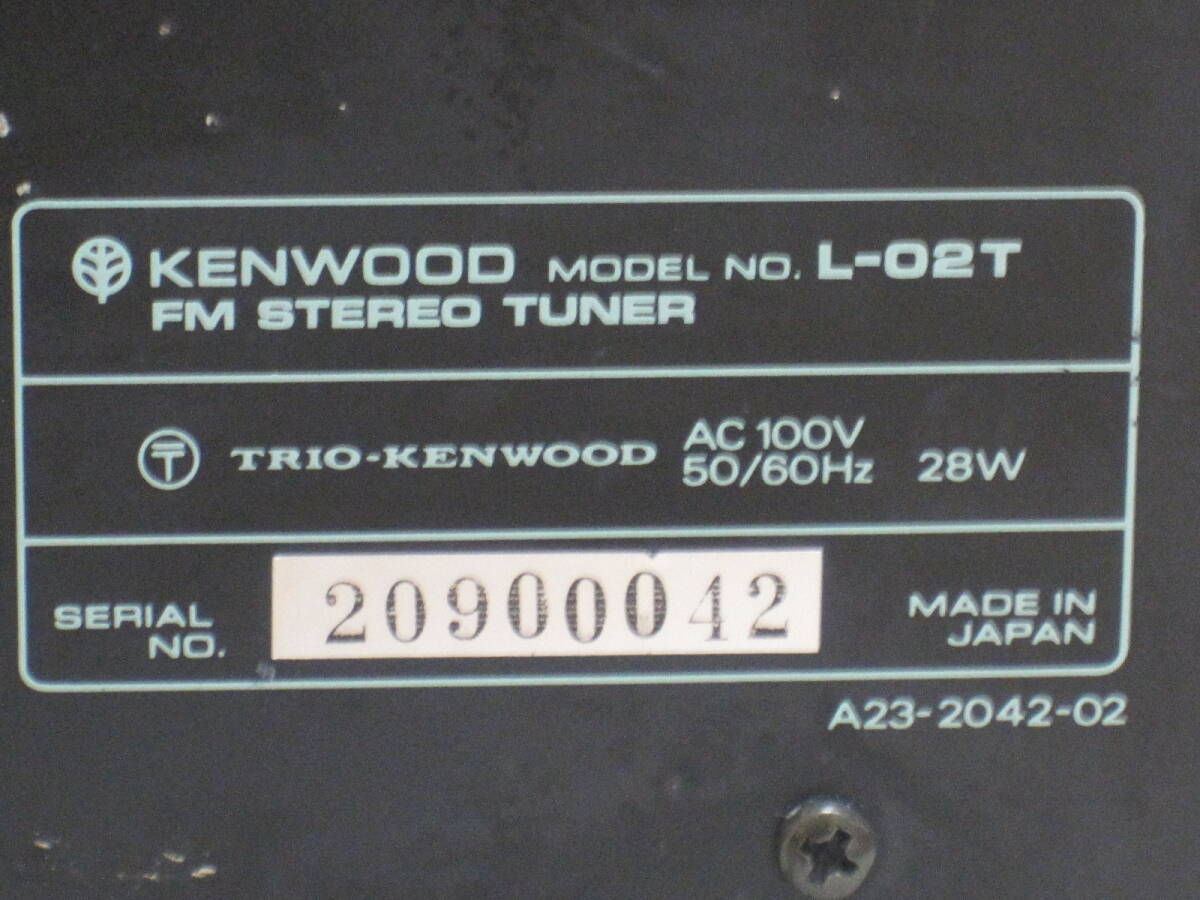 KENWOOD MODEL NO. L-02T
FM STEREO TUNER
TRIO-KENWOOD AC 100V
50/60Hz 28W
SERIAL
NO. 20900042
MADE IN
JAPAN
A23-2042-02